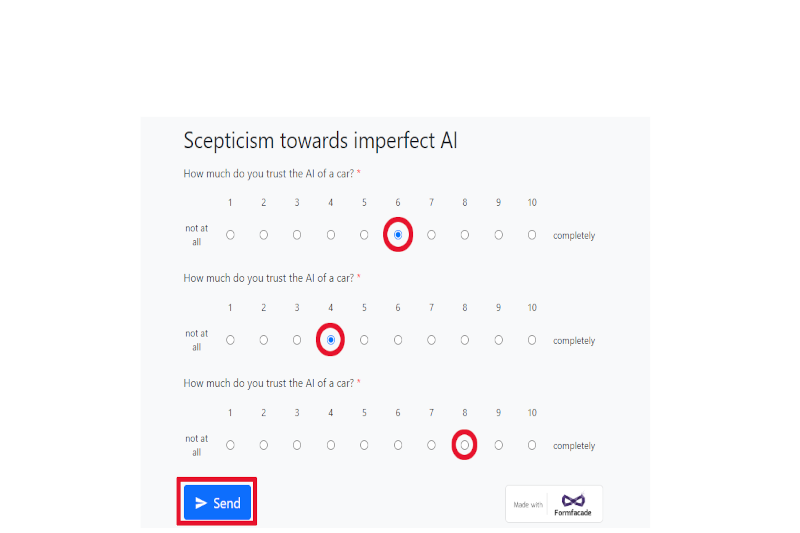 Scepticism towards imperfect AI
How much do you trust the AI of a car? *
1 2 3 4 5 6 7 8 9 10
not at
all
completely
How much do you trust the AI of a car? *
1 2 3 4 5 6 7 8 9 10
not at
all
completely
How much do you trust the AI of a car? *
1 2 3 4 5 6 7 8 9 10
not at
all
completely
Send
Made with
Formfacade